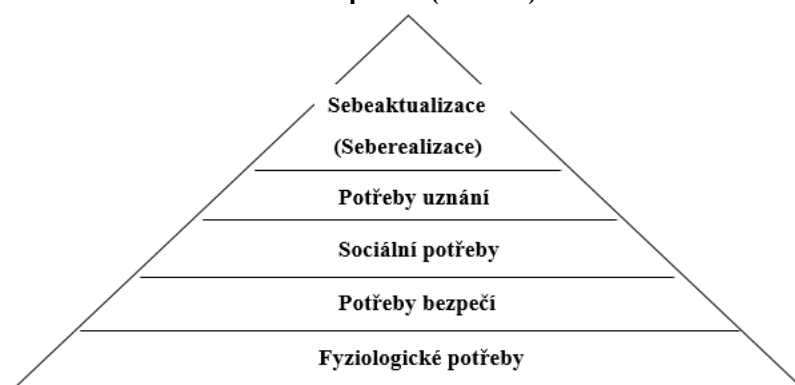 Sebeaktualizace
(Seberealizace)
Potřeby uznání
Sociální potřeby
Potřeby bezpečí
Fyziologické potřeby